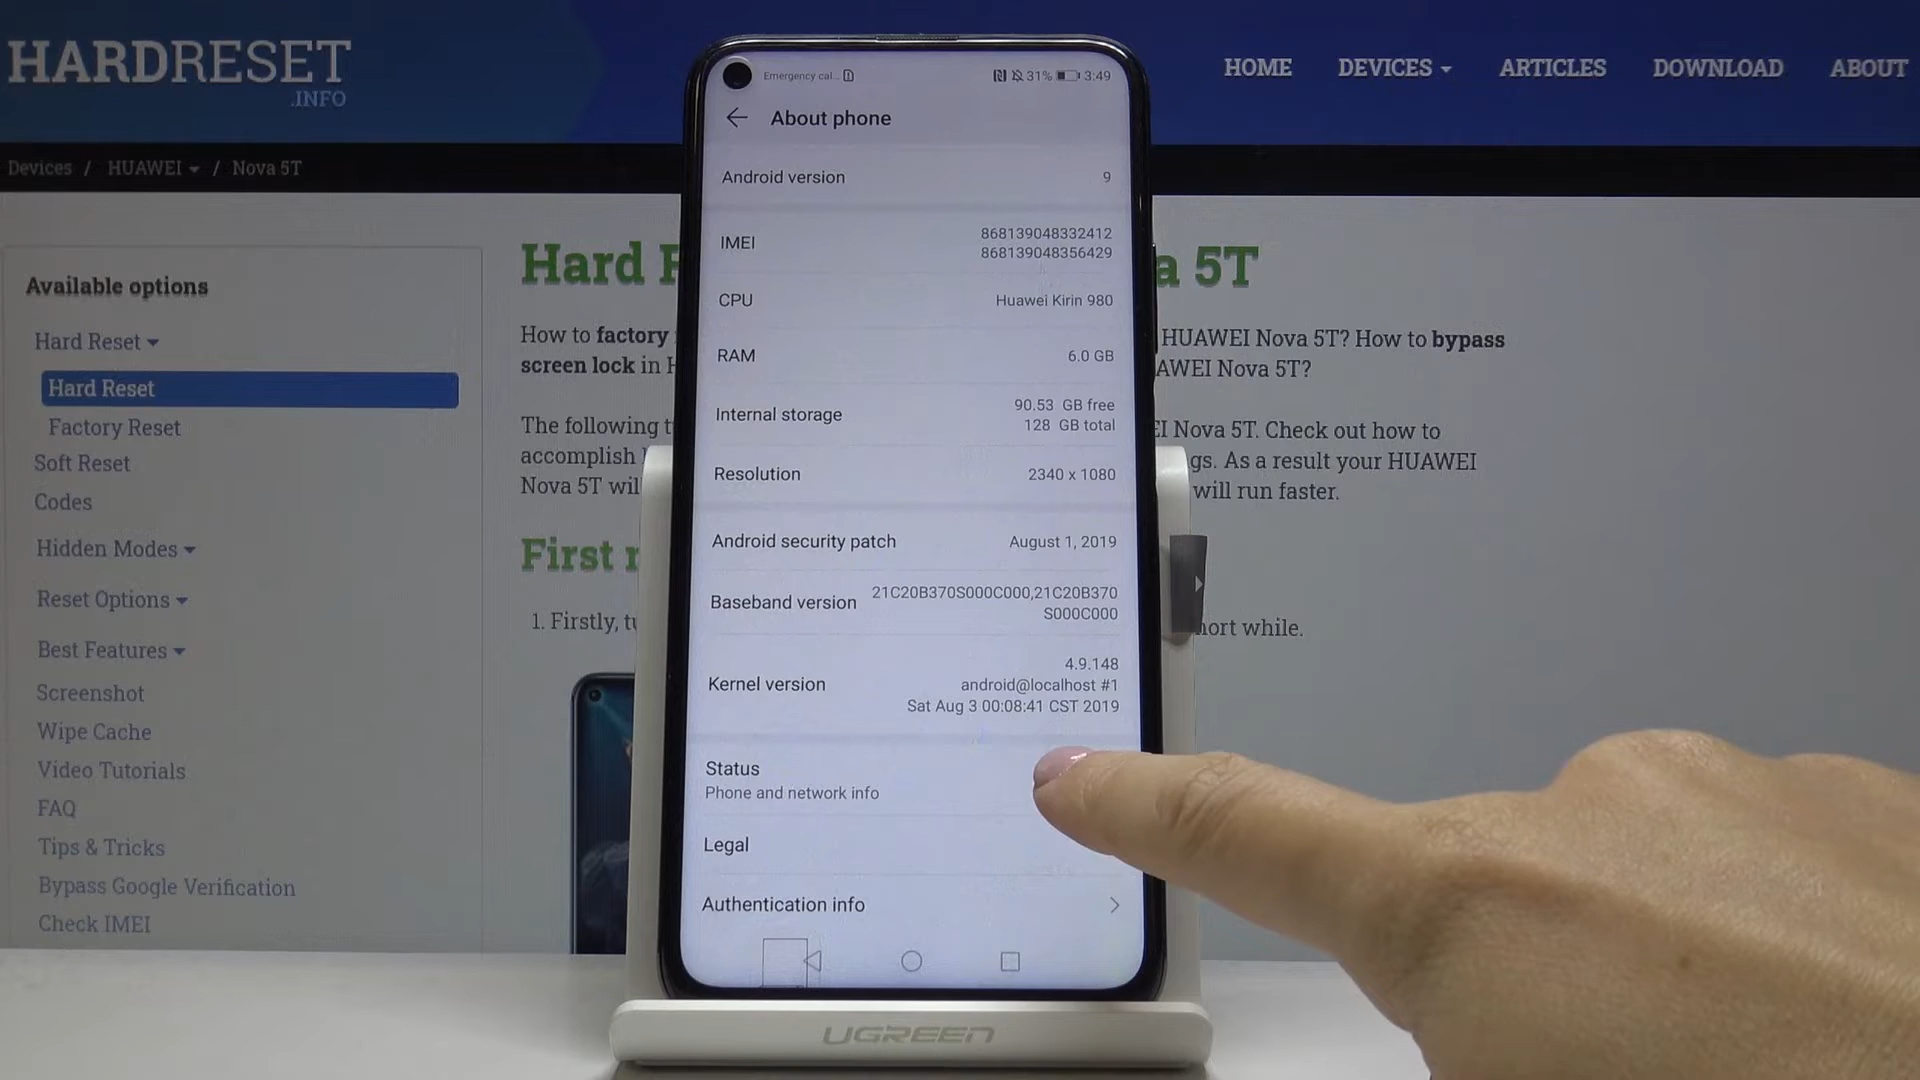 HARDRESET
.INFO
HOME DEVICES ARTICLES DOWNLOAD ABOUT
Devices / HUAWEI / Nova 5T
Available options
Hard Reset
Hard Reset
Factory Reset
Soft Reset
Codes
Hidden Modes
Reset Options
Best Features
Screenshot
Wipe Cache
Video Tutorials
FAQ
Tips & Tricks
Bypass Google Verification
Check IMEI
Hard
a 5T
How to factory
HUAWEI Nova 5T? How to bypass
screen lock in
AWEI Nova 5T?
The following
EI Nova 5T. Check out how to
accomplish
gs. As a result your HUAWEI
Nova 5T wil
will run faster.
First
1. Firstly, tu
hort while.
Emergency cal... 31% 3:49
About phone
Android version 9
IMEI 868139048332412
868139048356429
CPU Huawei Kirin 980
RAM 6.0 GB
Internal storage 90.53 GB free
128 GB total
Resolution 2340 x 1080
Android security patch August 1, 2019
Baseband version 21C20B370S000C000,21C20B370
S000C000
Kernel version 4.9.148
android@localhost #1
Sat Aug 3 00:08:41 CST 2019
Status
Phone and network info
Legal
Authentication info
UGREEN